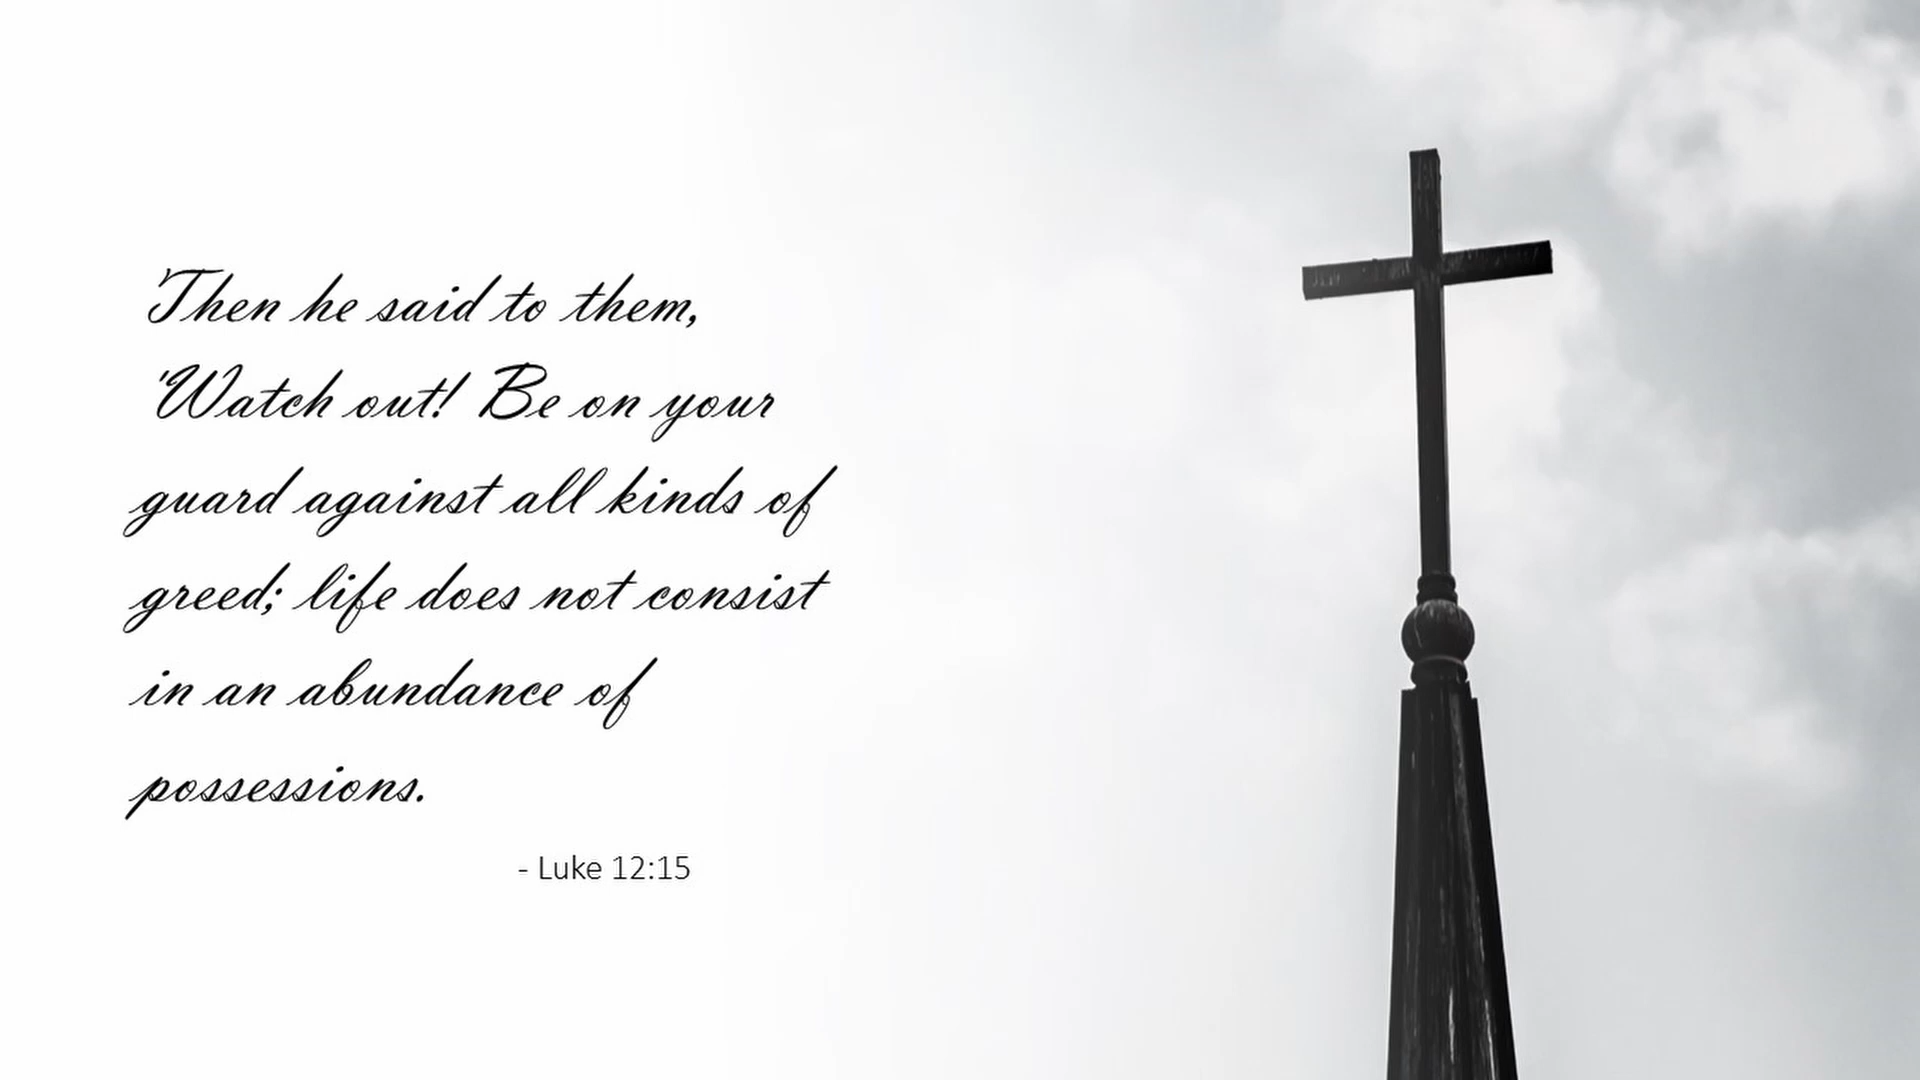 Then he said to them,
'Watch out! Be on your
guard against all kinds of
greed; life does not consist
in an abundance of
possessions.
- Luke 12:15